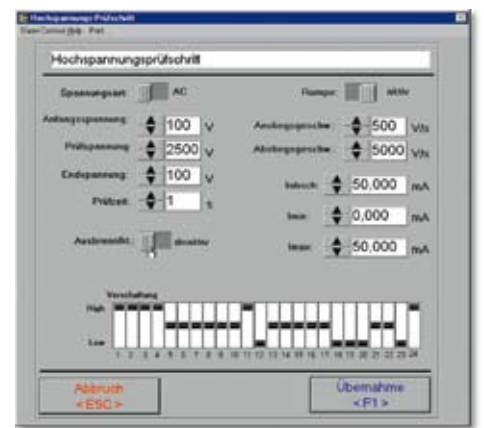 Hochspannungs-Prüfschritt
Hochspannungsprüfschritt
Spannungsart: AC
Rampe: aktiv
Anfangsspannung: 100 V
Anstiegsgeschw. 500 V/s
Prüfspannung 2500 V
Abstiegsgeschw. 5000 V/s
Endspannung: 100 V
50,000 mA
Prüfzeit: 1 s
Imin: 0,000 mA
Imax: 50,000 mA
Verschaltung
High
Low
1 2 3 4 5 6 7 8 9 10 11 12 13 14 15 16 17 18 19 20 21 22 23 24
Abbruch
<ESC>
Übernahme
<F1>